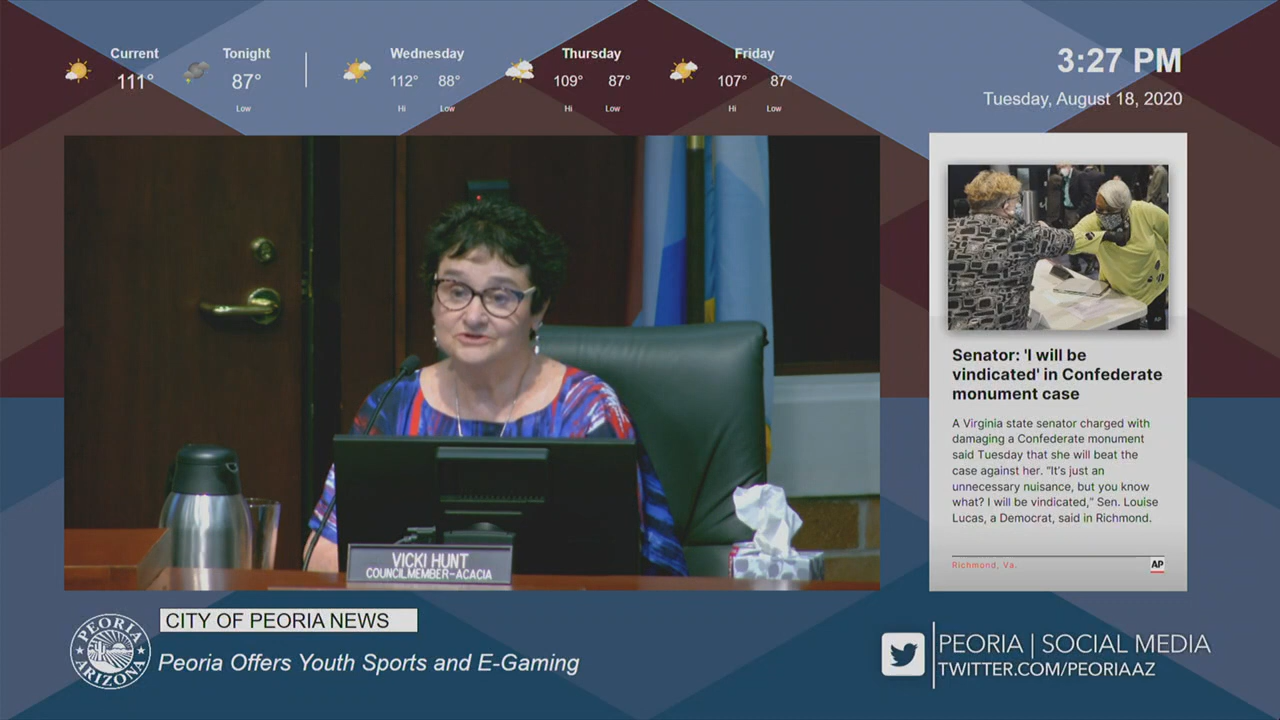 Current
111°
Tonight
87°
Low
Wednesday
112° 88°
Hi Low
Thursday
109° 87°
Hi Low
Friday
107° 87°
Hi Low
3:27 PM
Tuesday, August 18, 2020
VICKI HUNT
COUNCILMEMBER-ACACIA
AP
Senator: 'I will be
vindicated' in Confederate
monument case
A Virginia state senator charged with
damaging a Confederate monument
said Tuesday that she will beat the
case against her. "It's just an
unnecessary nuisance, but you know
what? I will be vindicated," Sen. Louise
Lucas, a Democrat, said in Richmond.
Richmond, Va.
AP
PEORIA
ARIZONA
CITY OF PEORIA NEWS
Peoria Offers Youth Sports and E-Gaming
PEORIA | SOCIAL MEDIA
TWITTER.COM/PEORIAAZ